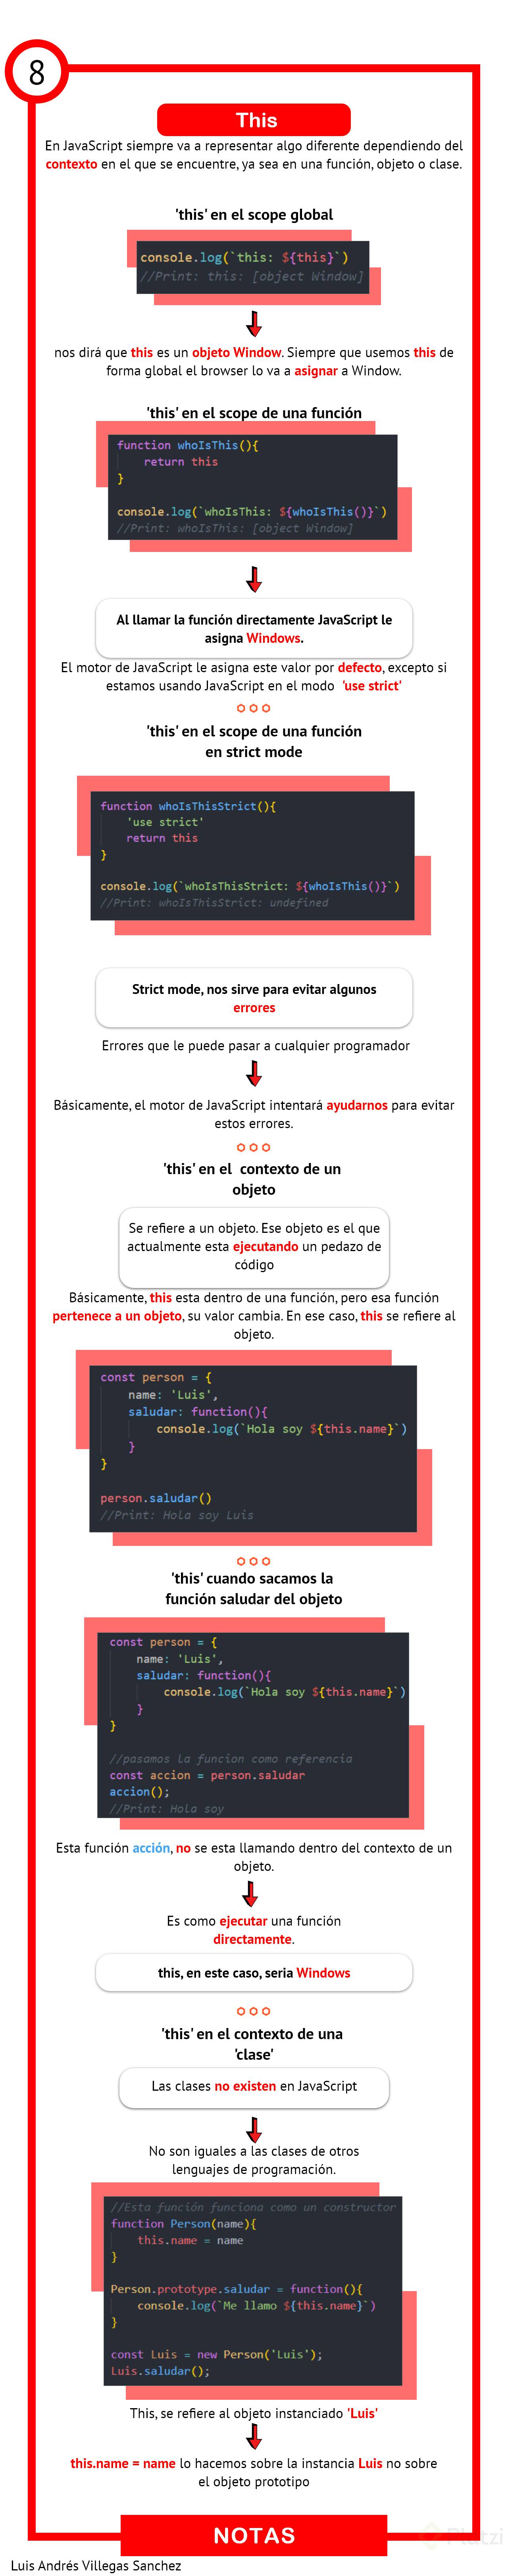 8
This
En JavaScript siempre va a representar algo diferente dependiendo del
contexto en el que se encuentre, ya sea en una función, objeto o clase.
'this' en el scope global
console.log(`this: ${this}`)
//Print: this: [object Window]
nos dirá que this es un objeto Window. Siempre que usemos this de
forma global el browser lo va a asignar a Window.
'this' en el scope de una función
function whoIsThis(){
return this
}
console.log(`whoIsThis: ${whoIsThis()}`)
//Print: whoIsThis: [object Window]
Al llamar la función directamente JavaScript le
asigna Windows.
El motor de JavaScript le asigna este valor por defecto, excepto si
estamos usando JavaScript en el modo 'use strict'
'this' en el scope de una función
en strict mode
function whoIsThisStrict(){
'use strict'
return this
}
console.log(`whoIsThisStrict: ${whoIsThis()}`)
//Print: whoIsThisStrict: undefined
Strict mode, nos sirve para evitar algunos
errores
Errores que le puede pasar a cualquier programador
Básicamente, el motor de JavaScript intentará ayudarnos para evitar
estos errores.
'this' en el contexto de un
objeto
Se refiere a un objeto. Ese objeto es el que
actualmente esta ejecutando un pedazo de
código
Básicamente, this esta dentro de una función, pero esa función
pertenece a un objeto, su valor cambia. En ese caso, this se refiere al
objeto.
const person = {
name: 'Luis',
saludar: function(){
console.log(`Hola soy ${this.name}`)
}
}
person.saludar()
//Print: Hola soy Luis
'this' cuando sacamos la
función saludar del objeto
const person = {
name: 'Luis',
saludar: function(){
console.log(`Hola soy ${this.name}`)
}
}
//pasamos la funcion como referencia
const accion = person.saludar
accion();
//Print: Hola soy
Esta función acción, no se esta llamando dentro del contexto de un
objeto.
Es como ejecutar una función
directamente.
this, en este caso, seria Windows
'this' en el contexto de una
'clase'
Las clases no existen en JavaScript
No son iguales a las clases de otros
lenguajes de programación.
//Esta función funciona como un constructor
function Person(name){
this.name = name
}
Person.prototype.saludar = function(){
console.log(`Me llamo ${this.name}`)
}
const Luis = new Person('Luis');
Luis.saludar();
This, se refiere al objeto instanciado 'Luis'
this.name = name lo hacemos sobre la instancia Luis no sobre
el objeto prototipo
NOTAS
Platzi
Luis Andrés Villegas Sanchez